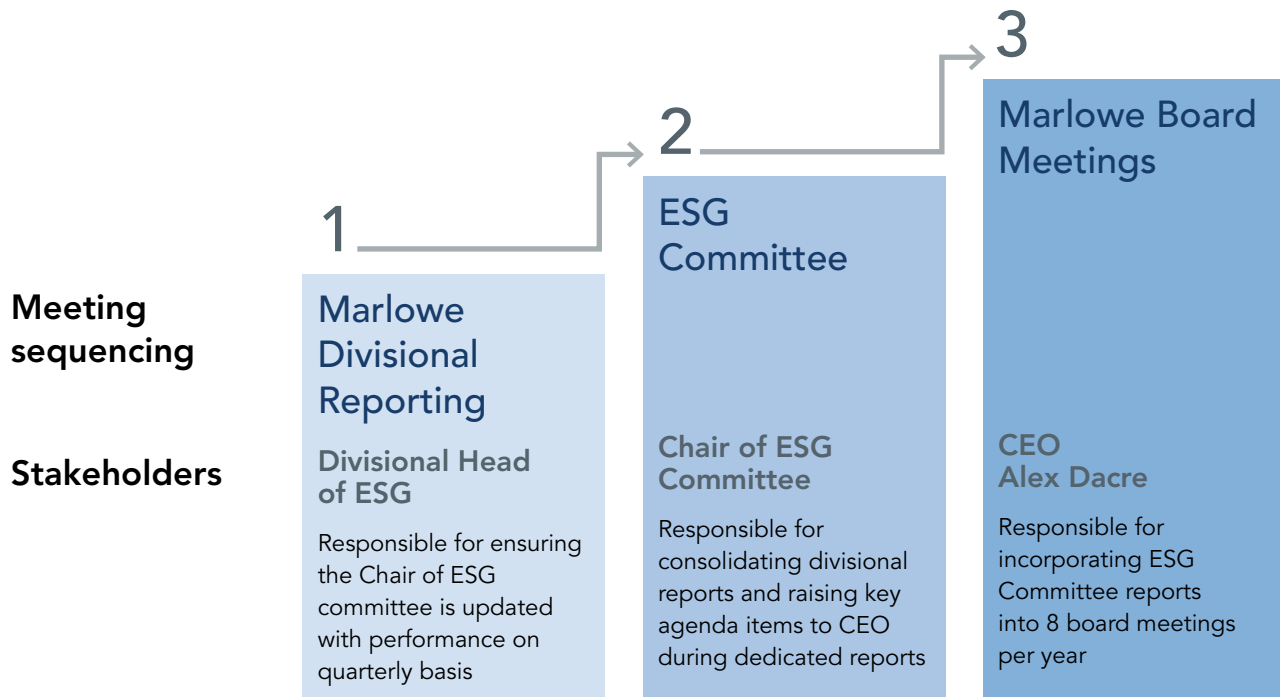 Meeting
sequencing
Stakeholders
1
Marlowe
Divisional
Reporting
Divisional Head
of ESG
Responsible for ensuring
the Chair of ESG
committee is updated
with performance on
quarterly basis
2
ESG
Committee
Chair of ESG
Committee
Responsible for
consolidating divisional
reports and raising key
agenda items to CEO
during dedicated reports
3
Marlowe Board
Meetings
CEO
Alex Dacre
Responsible for
incorporating ESG
Committee reports
into 8 board meetings
per year